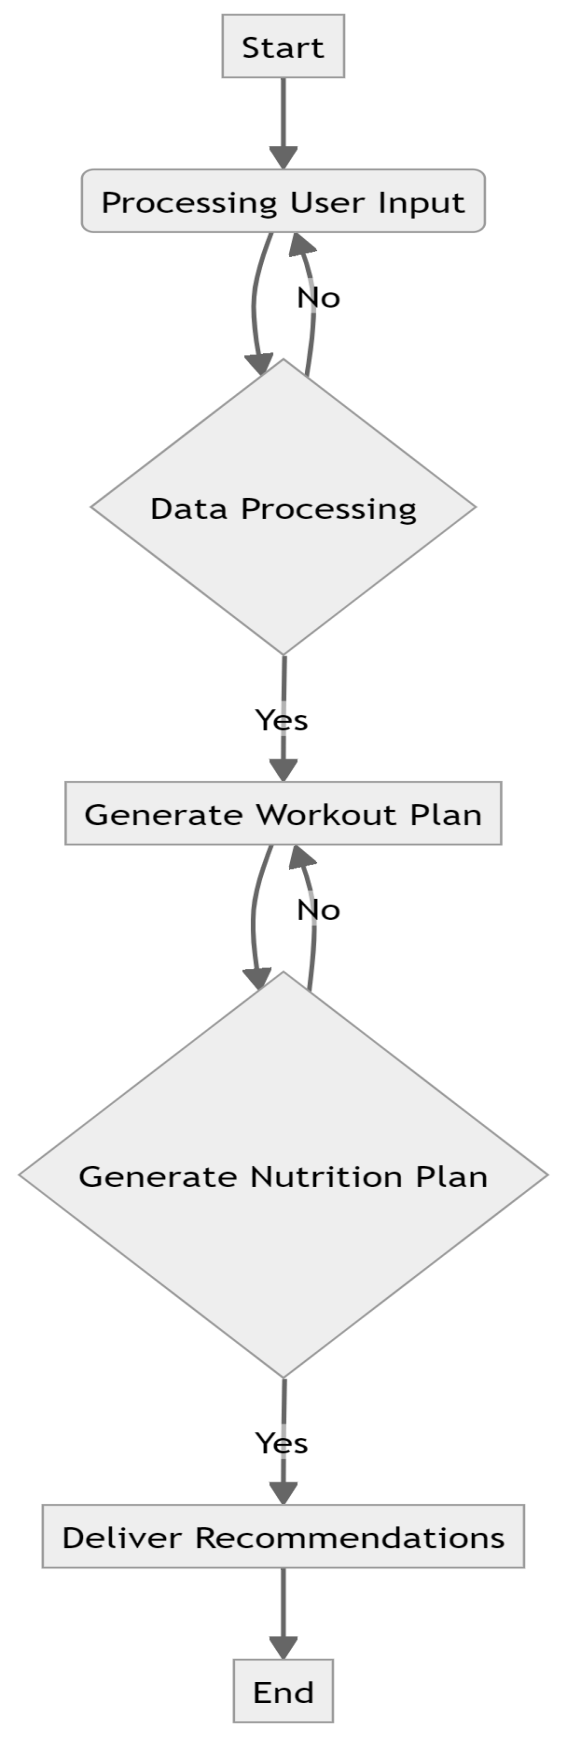 Start
Processing User Input
No
Data Processing
Yes
Generate Workout Plan
No
Generate Nutrition Plan
Yes
Deliver Recommendations
End